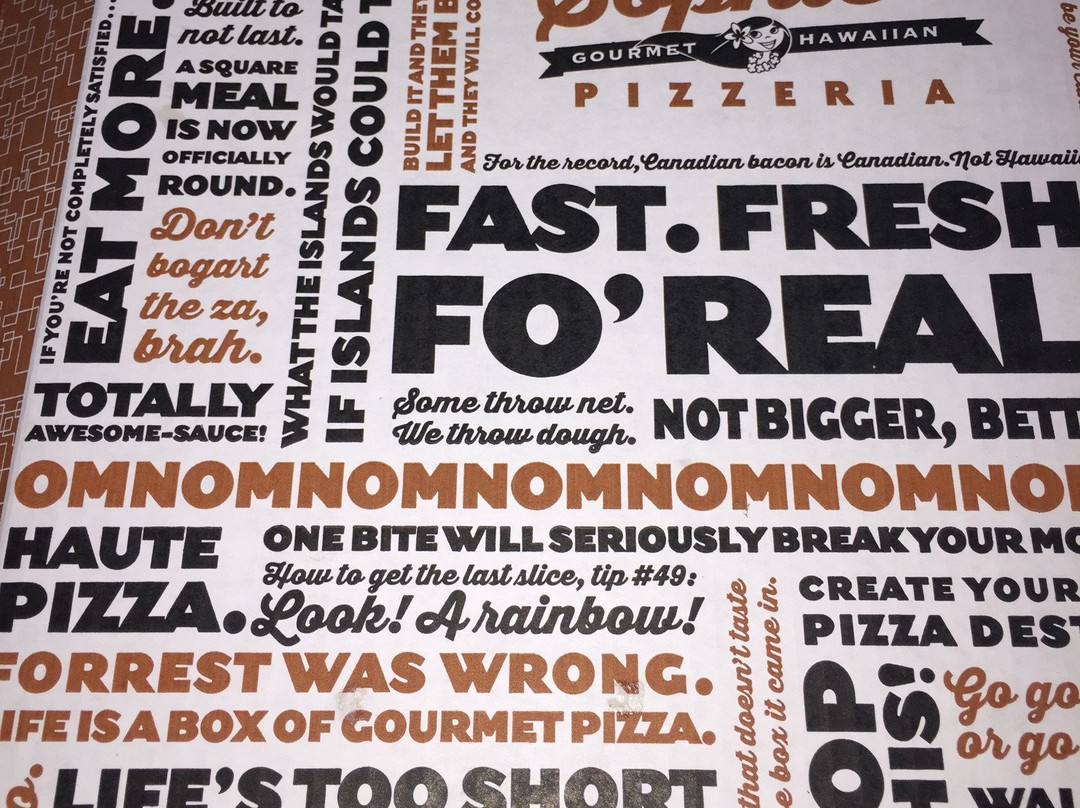 Built to
not last.
A SQUARE
MEAL
IS NOW
OFFICIALLY
ROUND.
Don't
bogart
the za,
brah.
IF YOU'RE NOT COMPLETELY SATISFIED...
EAT MORE.
TOTALLY
AWESOME-SAUCE!
WHAT THE ISLANDS WOULD TA
IF ISLANDS COULD T
BUILD IT AND THEY
LET THEM B
AND THEY WILL CO
GOURMET HAWAIIAN
PIZZERIA
For the record, Canadian bacon is Canadian. Not Hawaii
FAST. FRESH
FO' REAL
Some throw net.
We throw dough.
NOT BIGGER, BETT
OMNOMNOMNOMNOMNOMNOMNO
HAUTE
PIZZA.
ONE BITE WILL SERIOUSLY BREAK YOUR MO
How to get the last slice, tip #49:
Look! A rainbow!
FORREST WAS WRONG.
LIFE IS A BOX OF GOURMET PIZZA.
LIFE'S TOO SHORT
that doesn't taste
e box it came in.
CREATE YOUR
PIZZA DEST
OP
HIS!
Go go
or go
WAI